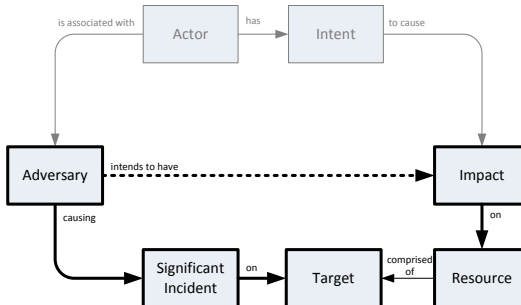 is associated with
Actor
has
Intent
to cause
Adversary
intends to have
Impact
causing
on
Significant
Incident
on
Target
comprised
of
Resource